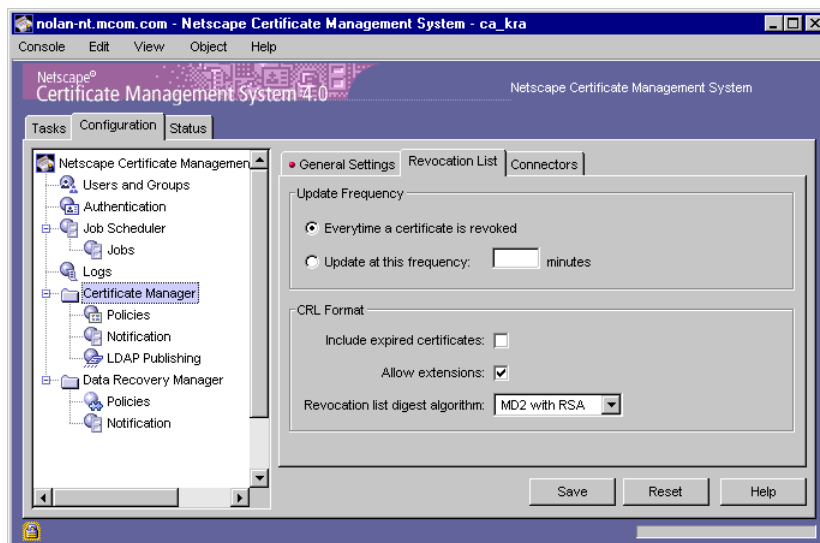 nolan-nt.mcom.com - Netscape Certificate Management System - ca_kra
Console Edit View Object Help
Netscape®
Certificate Management System 4.0
Netscape Certificate Management System
Tasks Configuration Status
Netscape Certificate Managemen
Users and Groups
Authentication
Job Scheduler
Jobs
Logs
Certificate Manager
Policies
Notification
LDAP Publishing
Data Recovery Manager
Policies
Notification
General Settings Revocation List Connectors
Update Frequency
Everytime a certificate is revoked
Update at this frequency: minutes
CRL Format
Include expired certificates:
Allow extensions:
Revocation list digest algorithm: MD2 with RSA
Save Reset Help